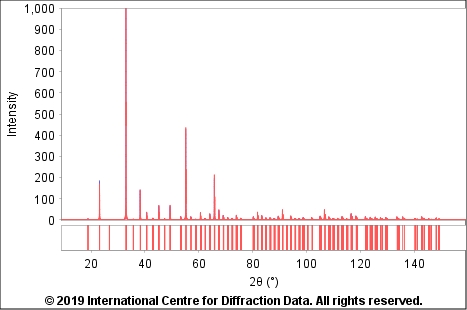 1,000
900
800
700
600
500
400
300
200
100
0
Intensity
20 40 60 80 100 120 140
2θ (°)
© 2019 International Centre for Diffraction Data. All rights reserved.